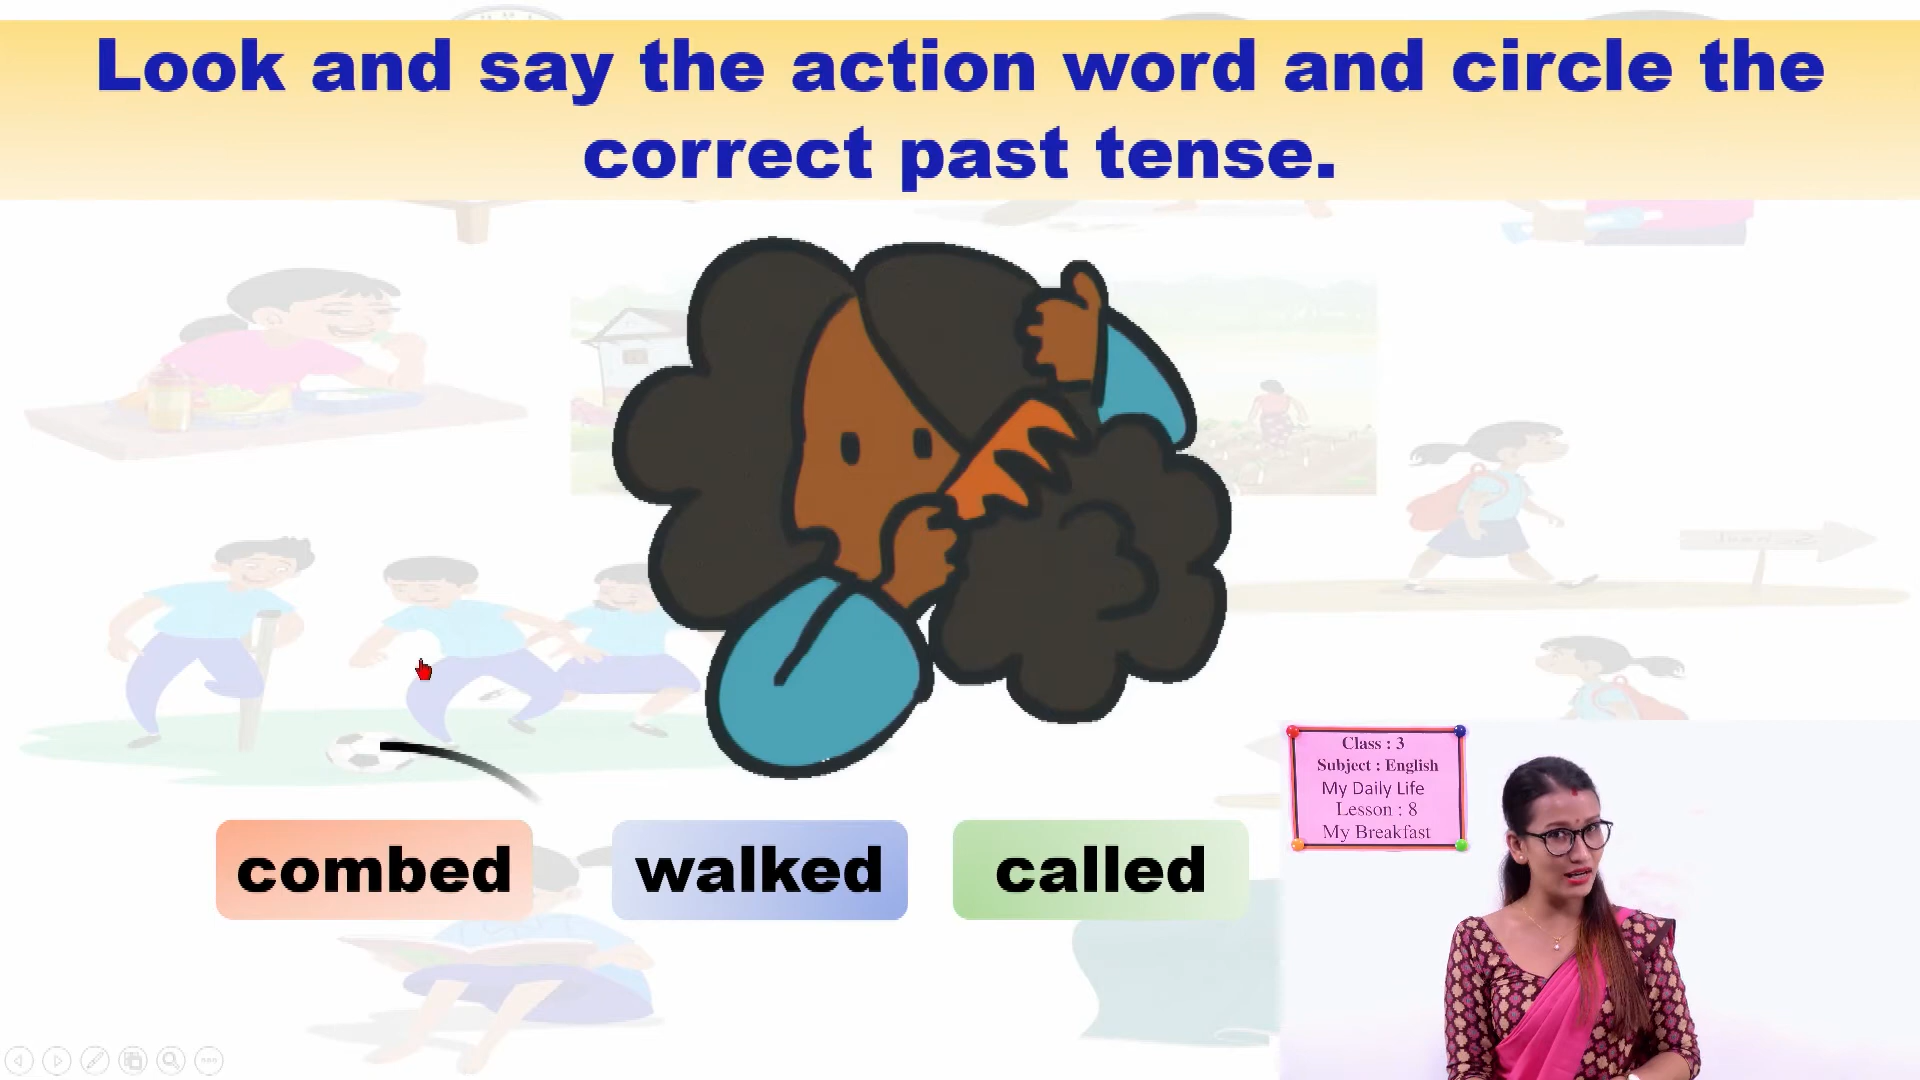 Look and say the action word and circle the
correct past tense.
combed
walked
called
Class : 3
Subject : English
My Daily Life
Lesson : 8
My Breakfast